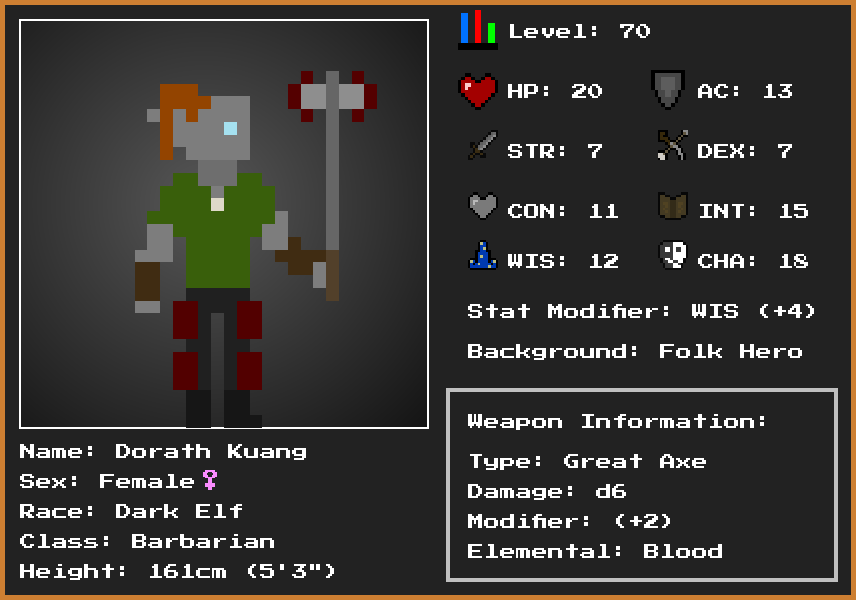 Level: 70
HP: 20
AC: 13
STR: 7
DEX: 7
CON: 11
INT: 15
WIS: 12
CHA: 18
Stat Modifier: WIS (+4)
Background: Folk Hero
Weapon Information:
Type: Great Axe
Damage: d6
Modifier: (+2)
Elemental: Blood
Name: Dorath Kuang
Sex: Female♀
Race: Dark Elf
Class: Barbarian
Height: 161cm (5'3")